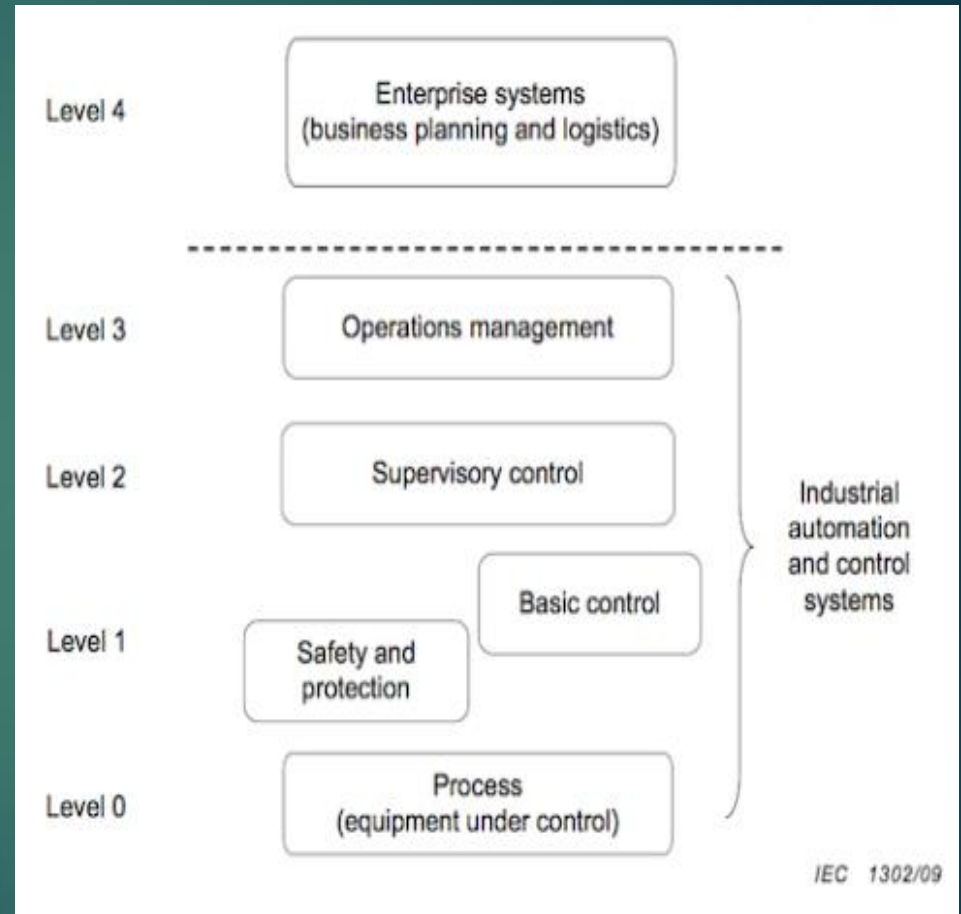 Level 4
Enterprise systems
(business planning and logistics)
Level 3
Operations management
Level 2
Supervisory control
Industrial
automation
and control
systems
Level 1
Basic control
Safety and
protection
Level 0
Process
(equipment under control)
IEC 1302/09